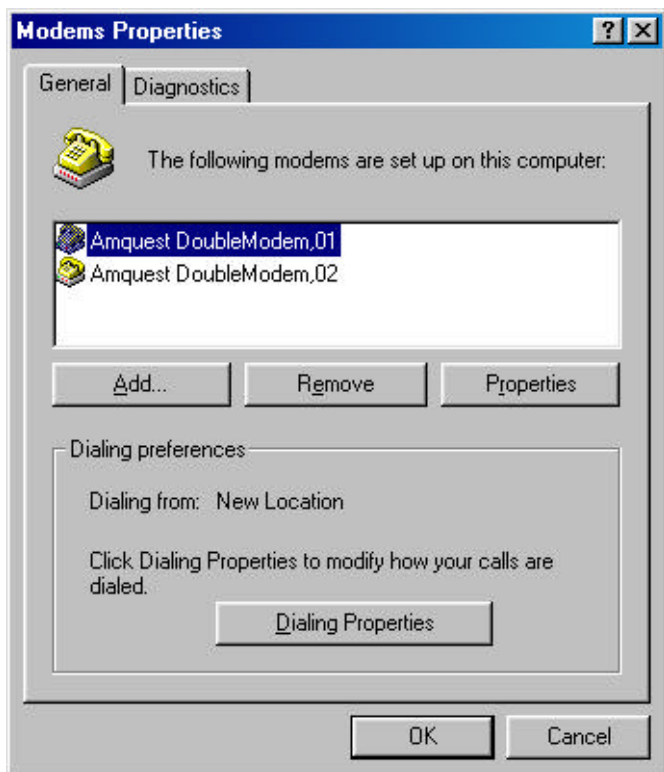 Modems Properties
General Diagnostics
The following modems are set up on this computer:
Amquest DoubleModem,01
Amquest DoubleModem,02
Add... Remove Properties
Dialing preferences
Dialing from: New Location
Click Dialing Properties to modify how your calls are
dialed.
Dialing Properties
OK Cancel